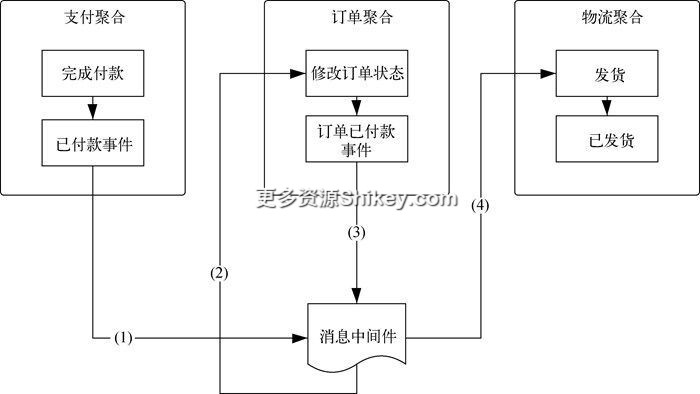 支付聚合
完成付款
已付款事件
订单聚合
修改订单状态
订单已付款
事件
物流聚合
发货
已发货
更多资源Shikey.com
(1)
(2)
(3)
(4)
消息中间件